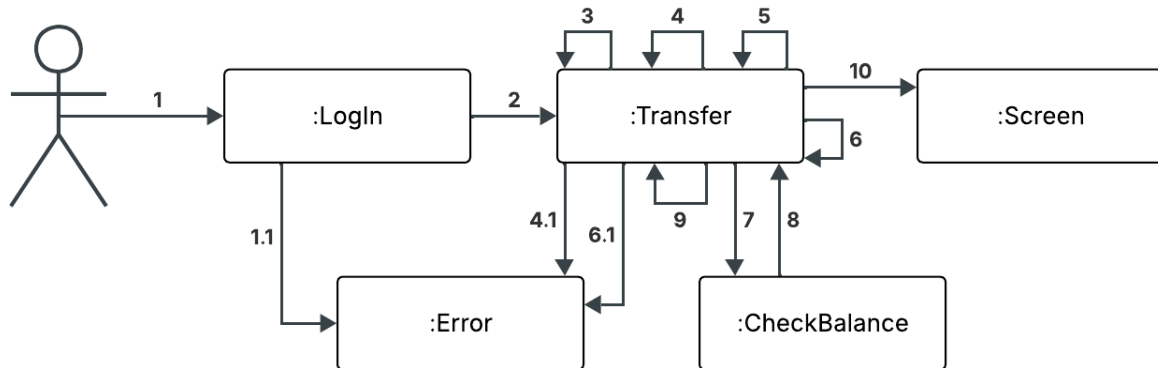 3
4
5
10
1
:LogIn
2
:Transfer
:Screen
6
1.1
4.1
6.1
9
7
8
:Error
:CheckBalance